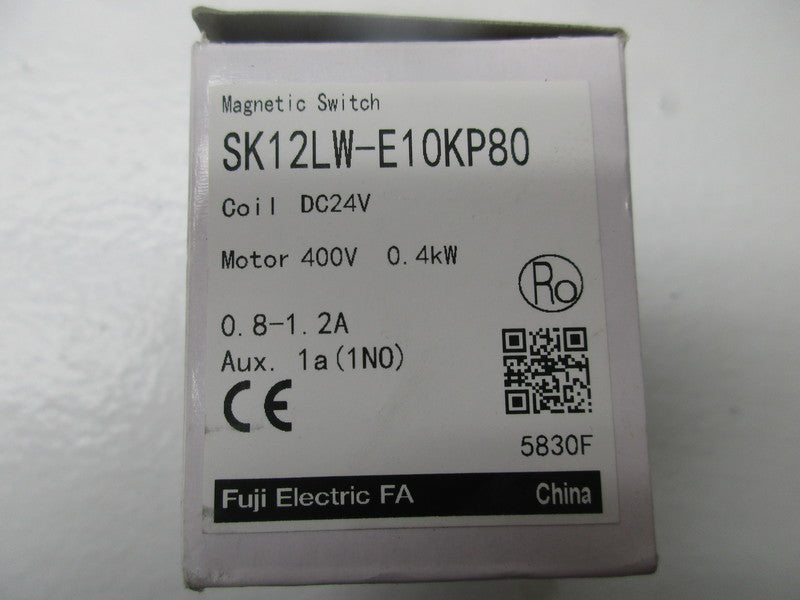 Magnetic Switch
SK12LW-E10KP80
Coil DC24V
Motor 400V 0.4kW
Ro
0.8-1.2A
Aux. 1a(1NO)
CE
5830F
Fuji Electric FA China